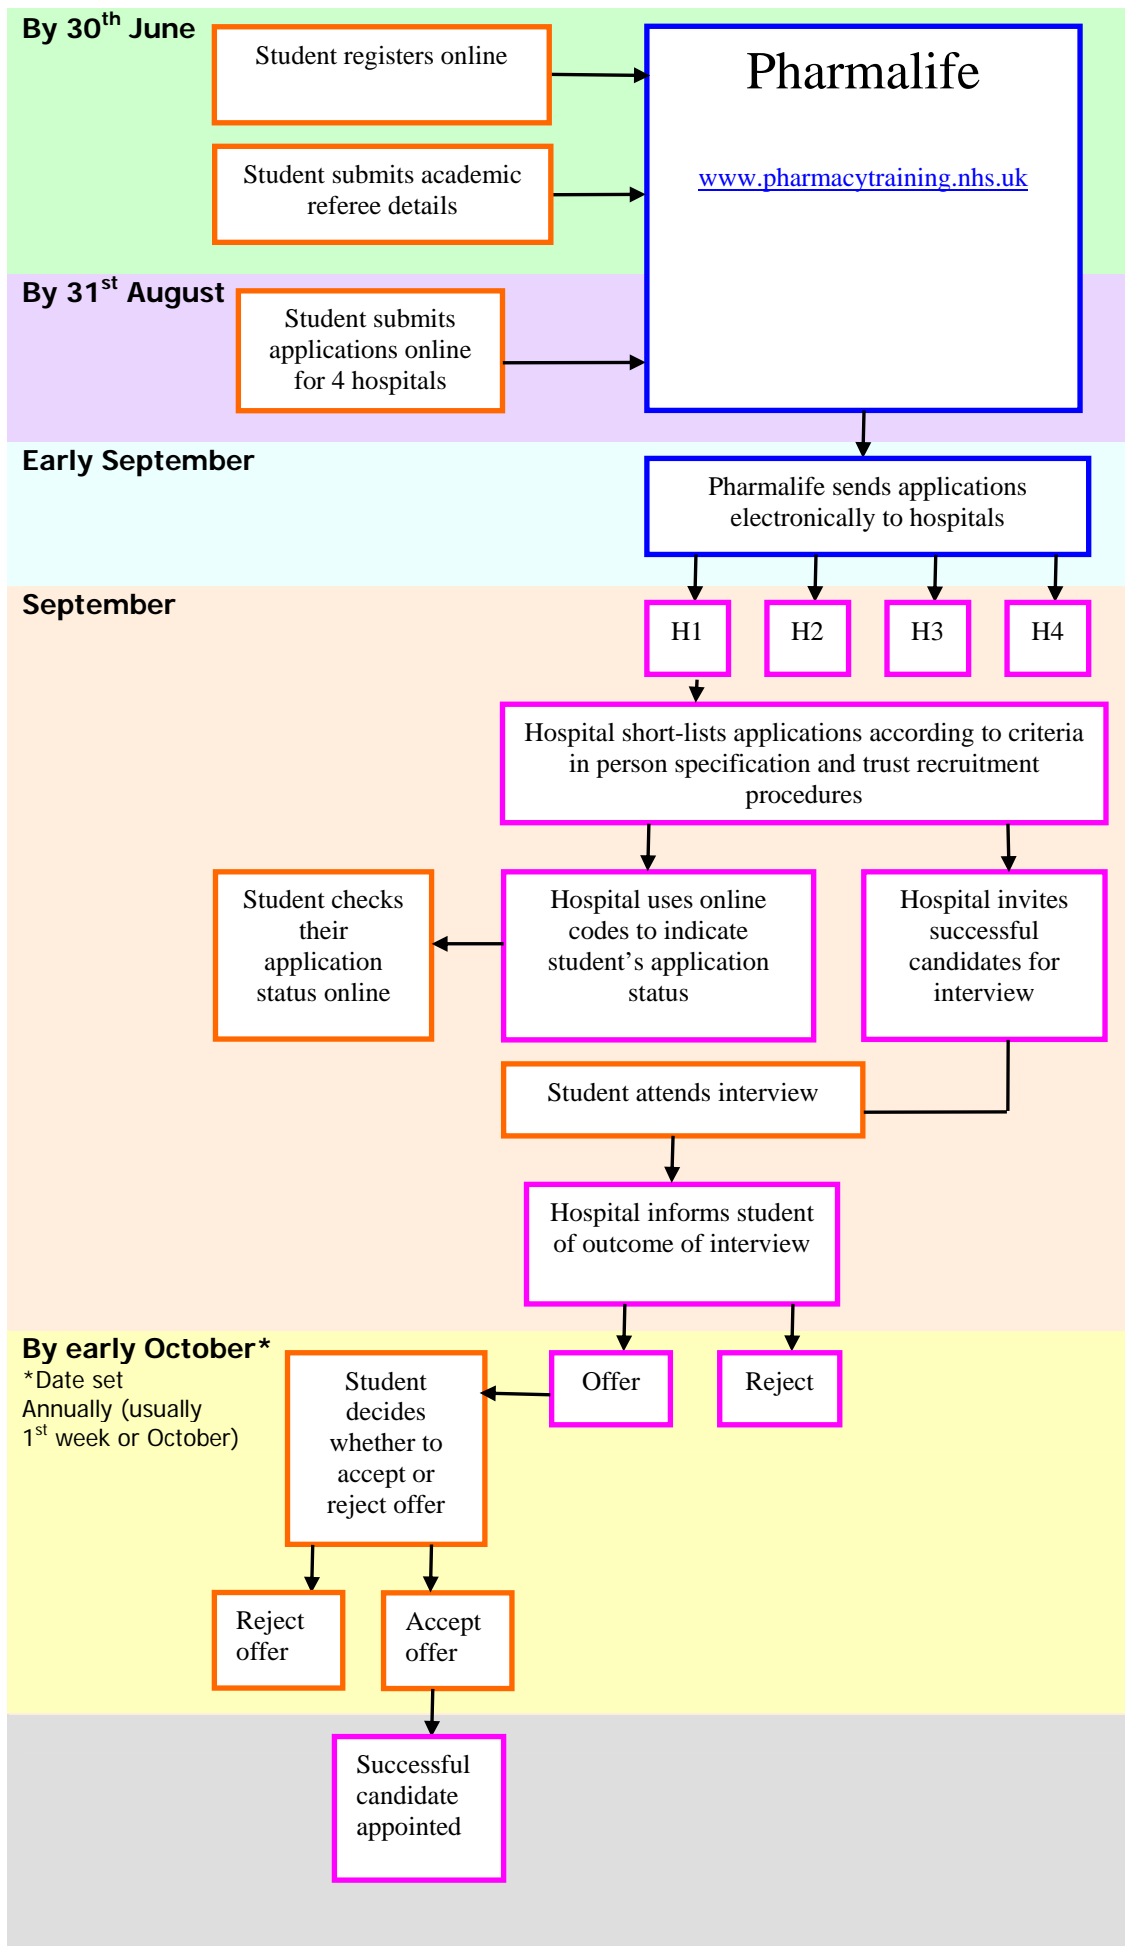 By 30th June
Student registers online
Pharmalife
www.pharmacytraining.nhs.uk
Student submits academic
referee details
By 31st August
Student submits
applications online
for 4 hospitals
Early September
Pharmalife sends applications
electronically to hospitals
September
H1
H2
H3
H4
Hospital short-lists applications according to criteria
in person specification and trust recruitment
procedures
Student checks
their
application
status online
Hospital uses online
codes to indicate
student’s application
status
Hospital invites
successful
candidates for
interview
Student attends interview
Hospital informs student
of outcome of interview
By early October*
*Date set
Annually (usually
1st week or October)
Student
decides
whether to
accept or
reject offer
Offer
Reject
Reject
offer
Accept
offer
Successful
candidate
appointed